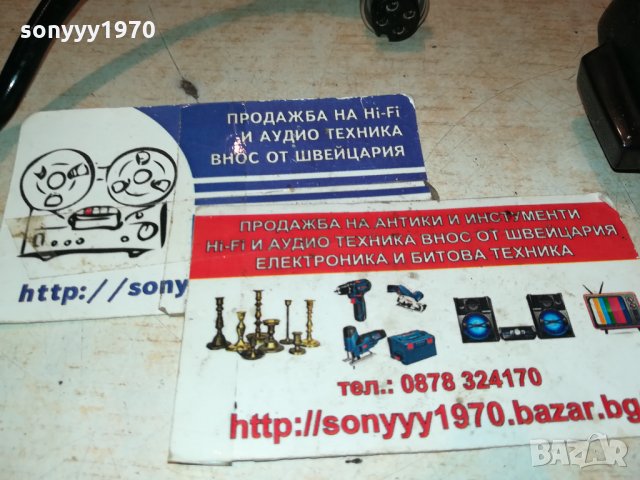 sonyyy1970
ПРОДАЖБА НА Hi-Fi
И АУДИО ТЕХНИКА
ВНОС ОТ ШВЕЙЦАРИЯ
http://sony
ПРОДАЖБА НА АНТИКИ И ИНСТУМЕНТИ
Hi-Fi И АУДИО ТЕХНИКА ВНОС ОТ ШВЕЙЦАРИЯ
ЕЛЕКТРОНИКА И БИТОВА ТЕХНИКА
тел.: 0878 324170
http://sonyyy1970.bazar.bg
BAZAR